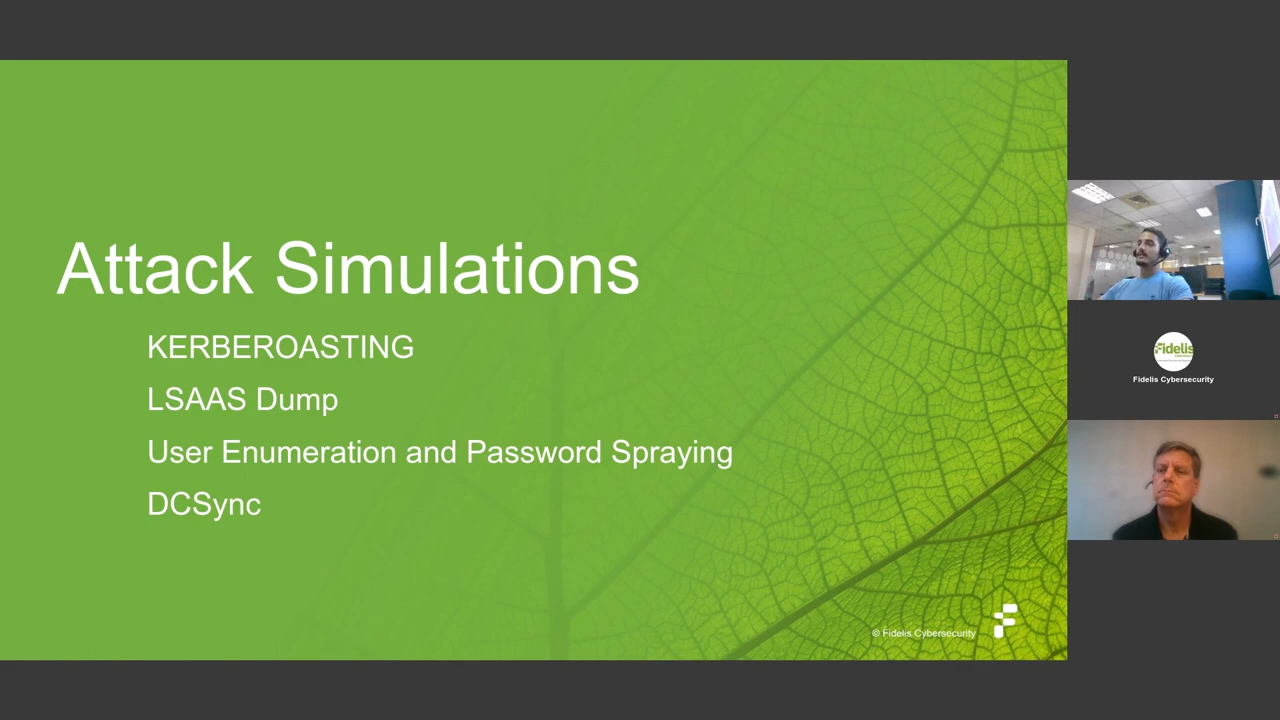 Attack Simulations
KERBEROASTING
LSAAS Dump
User Enumeration and Password Spraying
DCSync
© Fidelis Cybersecurity
Fidelis
Fidelis Cybersecurity